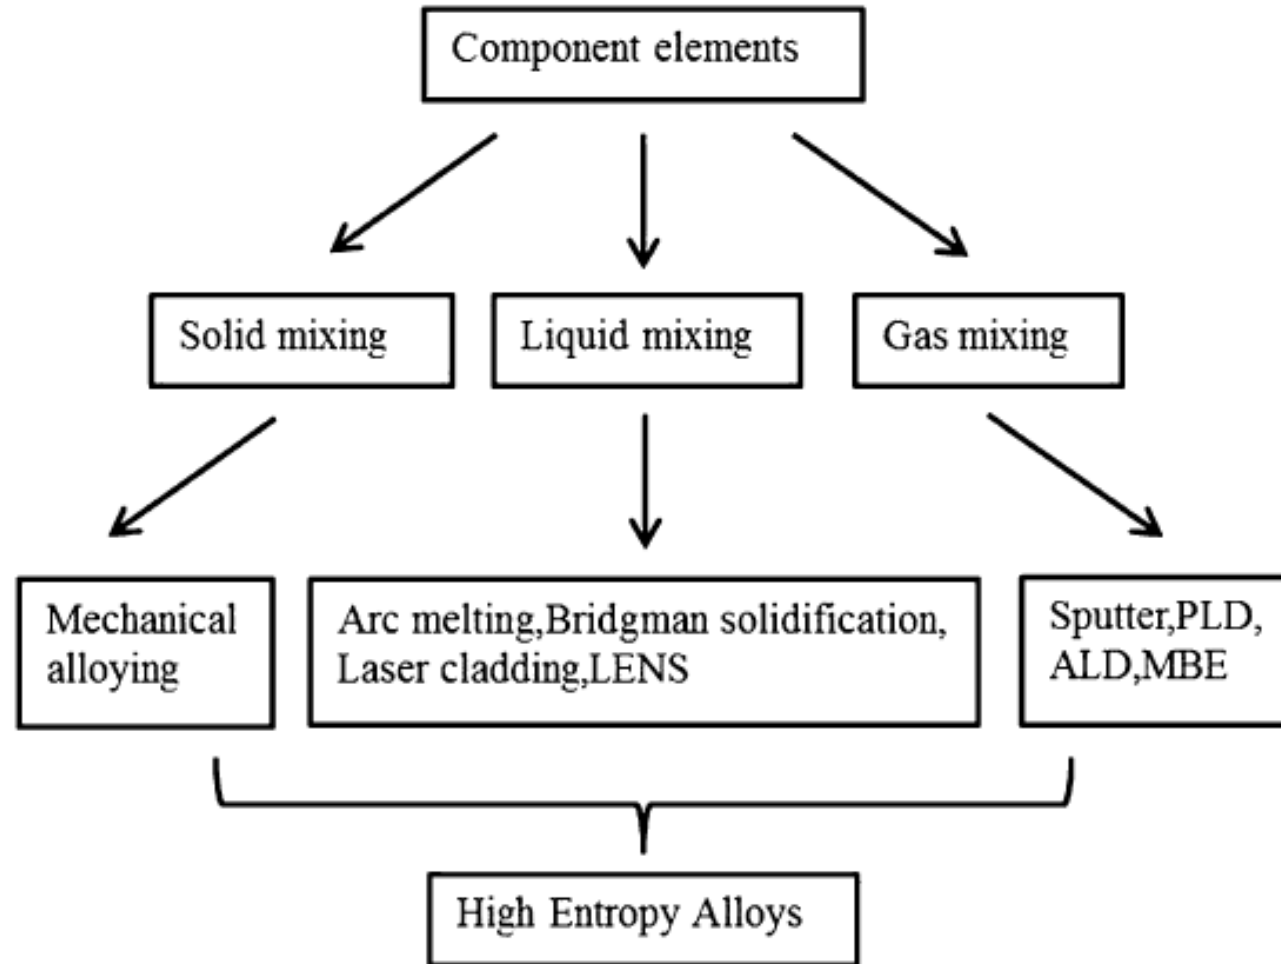 Component elements
Solid mixing
Liquid mixing
Gas mixing
Mechanical
alloying
Arc melting,Bridgman solidification,
Laser cladding,LENS
Sputter,PLD,
ALD,MBE
High Entropy Alloys